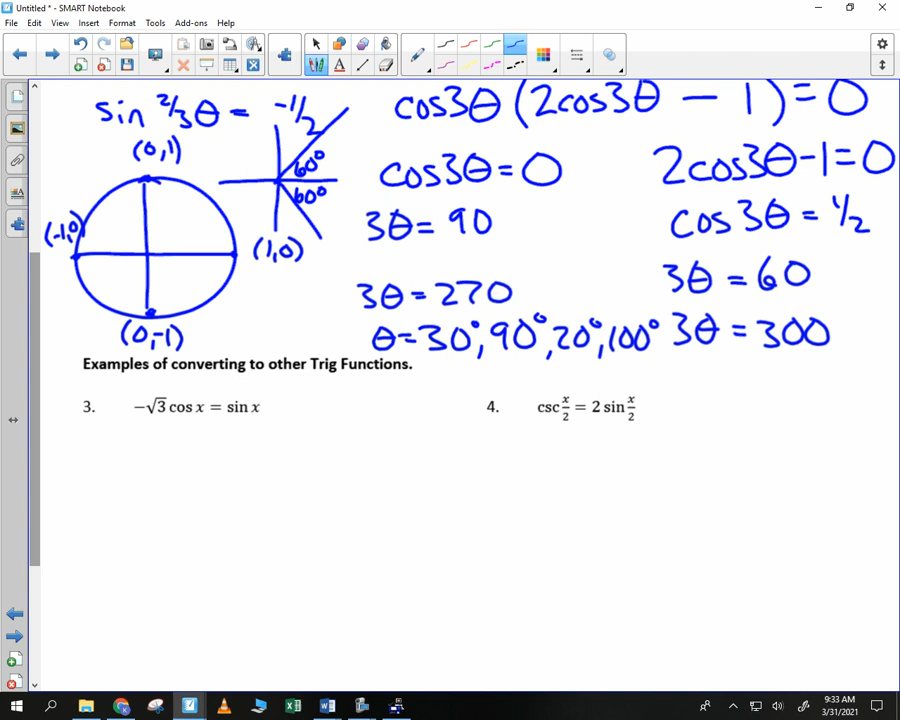 Untitled * - SMART Notebook
File Edit View Insert Format Tools Add-ons Help
sin 2/3θ = -1/2
cos3θ (2cos3θ - 1) = 0
(0,1)
60°
cos3θ = 0
2cos3θ-1=0
60°
(-1,0)
(1,0)
3θ = 90
cos 3θ = 1/2
3θ = 270
3θ = 60
(0,-1)
θ=30°, 90°, 20°, 100°
3θ = 300
Examples of converting to other Trig Functions.
3. −√3 cos x = sin x
4. csc x/2 = 2 sin x/2
9:33 AM
3/31/2021